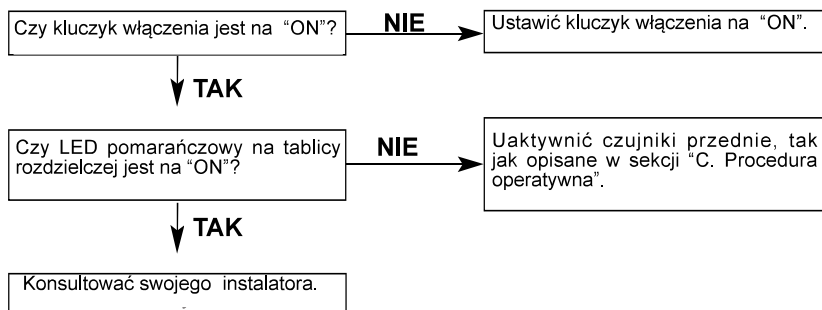 Czy kluczyk włączenia jest na “ON”?
NIE
Ustawić kluczyk włączenia na “ON”.
TAK
Czy LED pomarańczowy na tablicy
rozdzielczej jest na “ON”?
NIE
Uaktywnić czujniki przednie, tak
jak opisane w sekcji “C. Procedura
operatywna”.
TAK
Konsultować swojego instalatora.